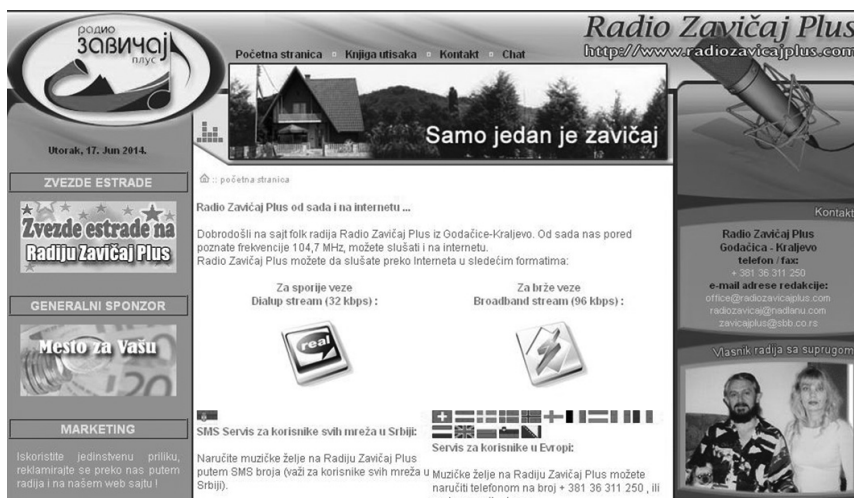 радио
завичај
плус
Radio Zavičaj Plus
http://www.radiozavicajplus.com
Početna stranica
Knjiga utisaka
Kontakt
Chat
Samo jedan je zavičaj
Utorak, 17. Jun 2014.
ZVEZDE ESTRADE
Zvezde estrade na
Radiju Zavičaj Plus
GENERALNI SPONZOR
Mesto za Vašu
MARKETING
Iskoristite jedinstvenu priliku,
reklamirajte se preko nas putem
radija i na našem web sajtu !
:: početna stranica
Radio Zavičaj Plus od sada i na internetu ...
Dobrodošli na sajt folk radija Radio Zavičaj Plus iz Godačice-Kraljevo. Od sada nas pored
poznate frekvencije 104,7 MHz, možete slušati i na internetu.
Radio Zavičaj Plus možete da slušate preko Interneta u sledećim formatima:
Za sporije veze
Dialup stream (32 kbps) :
real
Za brže veze
Broadband stream (96 kbps) :
SMS Servis za korisnike svih mreža u Srbiji:
Naručite muzičke želje na Radiju Zavičaj Plus
putem SMS broja (važi za korisnike svih mreža u
Srbiji).
Servis za korisnike u Evropi:
Muzičke želje na Radiju Zavičaj Plus možete
naručiti telefonom na broj + 381 36 311 250 , ili
Kontakt
Radio Zavičaj Plus
Godačica - Kraljevo
telefon / fax:
+ 381 36 311 250
e-mail adrese redakcije:
office@radiozavicajplus.com
radiozavicaj@nadlanu.com
zavicajplus@sbb.co.rs
Vlasnik radija sa suprugom